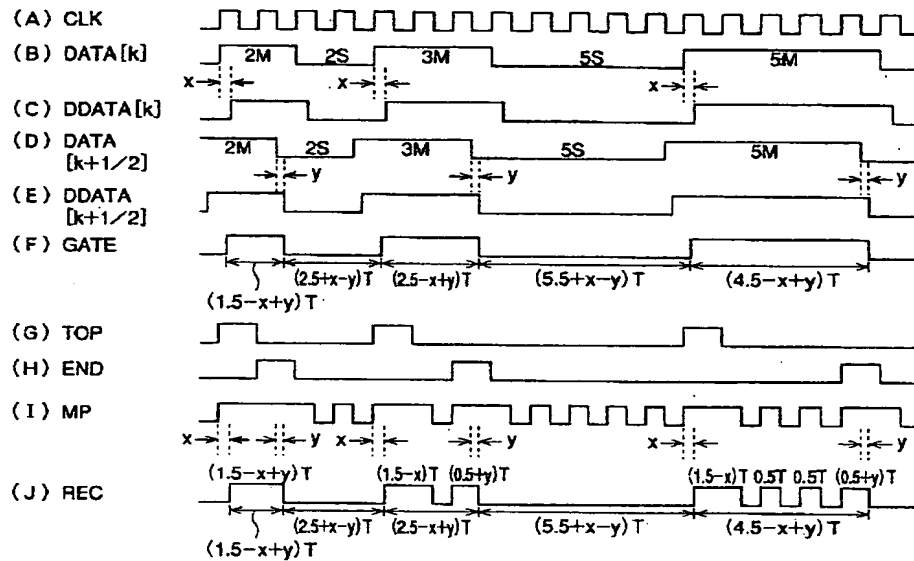 (A) CLK
(B) DATA[k] 2M 2S 3M 5S 5M
x x x
(C) DDATA[k]
(D) DATA [k+1/2] 2M 2S 3M 5S 5M
y y y
(E) DDATA [k+1/2]
(F) GATE
(2.5+x-y)T (2.5-x+y)T (5.5+x-y)T (4.5-x+y)T
(1.5-x+y)T
(G) TOP
(H) END
(I) MP
x y x y x y
(1.5-x+y)T (1.5-x)T (0.5+y)T (1.5-x)T 0.5T 0.5T (0.5+y)T
(J) REC
(2.5+x-y)T (2.5-x+y)T (5.5+x-y)T (4.5-x+y)T
(1.5-x+y)T